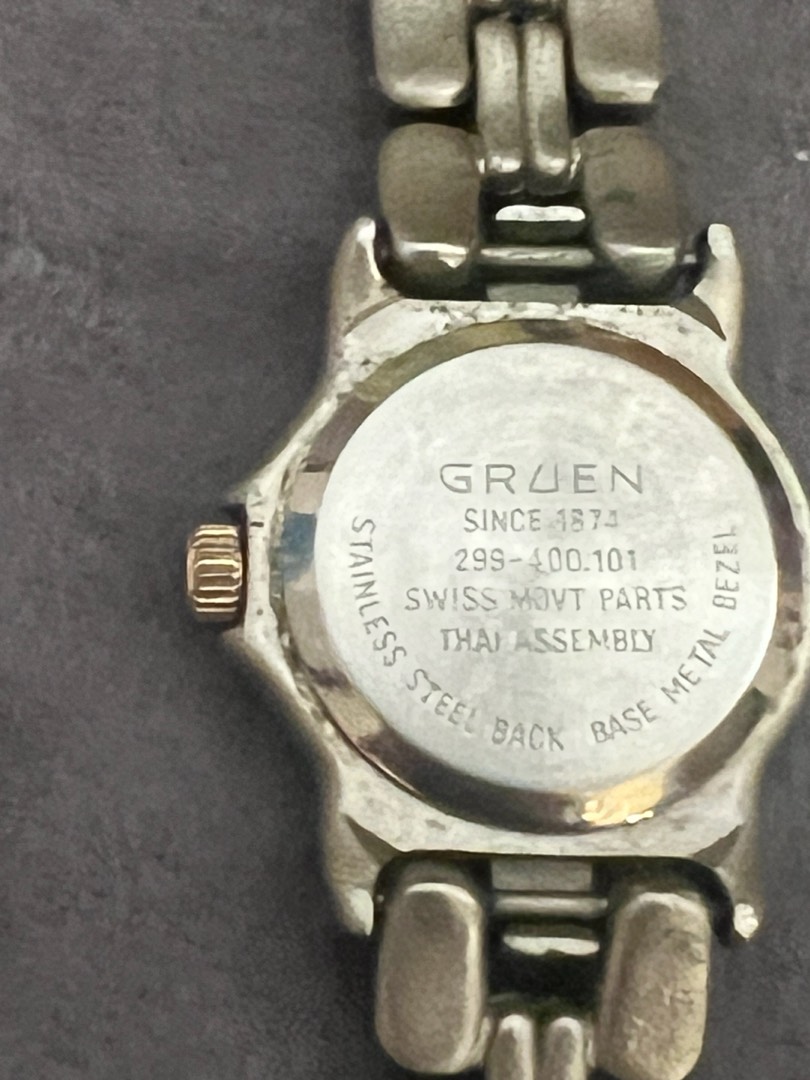 GRUEN
SINCE 1874
299-400.101
SWISS MOVT PARTS
THAI ASSEMBLY
STAINLESS STEEL BACK BASE METAL BEZEL